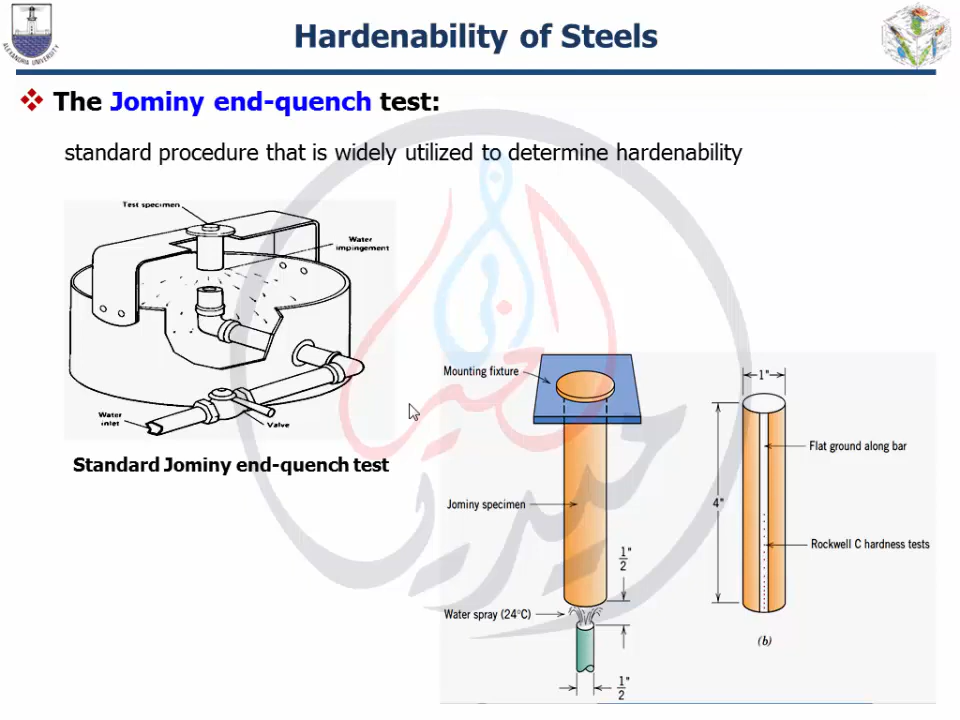 Hardenability of Steels
ALEXANDRIA UNIVERSITY
❖ The Jominy end-quench test:
standard procedure that is widely utilized to determine hardenability
Test specimen
Water
impingement
Water
inlet
Valve
Standard Jominy end-quench test
Mounting fixture
Jominy specimen
1/2"
Water spray (24°C)
1/2"
1"
Flat ground along bar
4"
Rockwell C hardness tests
(b)